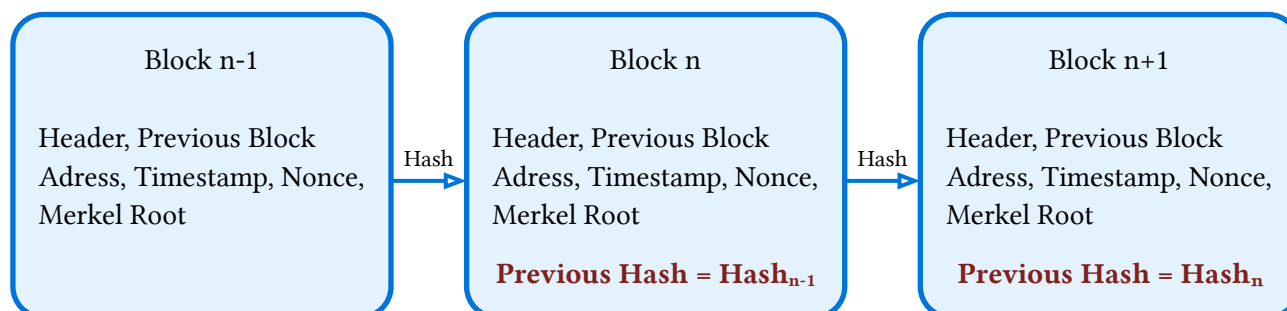 Block n-1
Header, Previous Block
Adress, Timestamp, Nonce,
Merkel Root
Hash
Block n
Header, Previous Block
Adress, Timestamp, Nonce,
Merkel Root
Previous Hash = Hashₙ₋₁
Hash
Block n+1
Header, Previous Block
Adress, Timestamp, Nonce,
Merkel Root
Previous Hash = Hashₙ